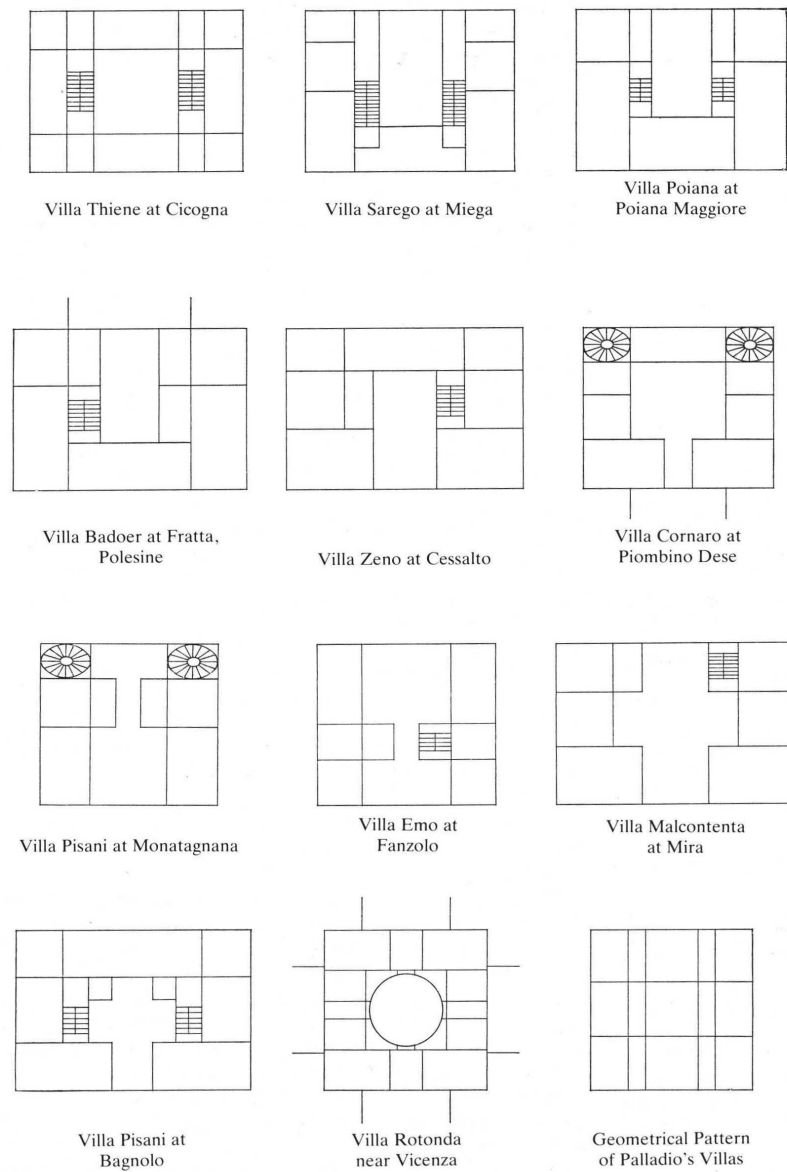 Villa Thiene at Cicogna
Villa Sarego at Miega
Villa Poiana at
Poiana Maggiore
Villa Badoer at Fratta,
Polesine
Villa Zeno at Cessalto
Villa Cornaro at
Piombino Dese
Villa Pisani at Monatagnana
Villa Emo at
Fanzolo
Villa Malcontenta
at Mira
Villa Pisani at
Bagnolo
Villa Rotonda
near Vicenza
Geometrical Pattern
of Palladio's Villas